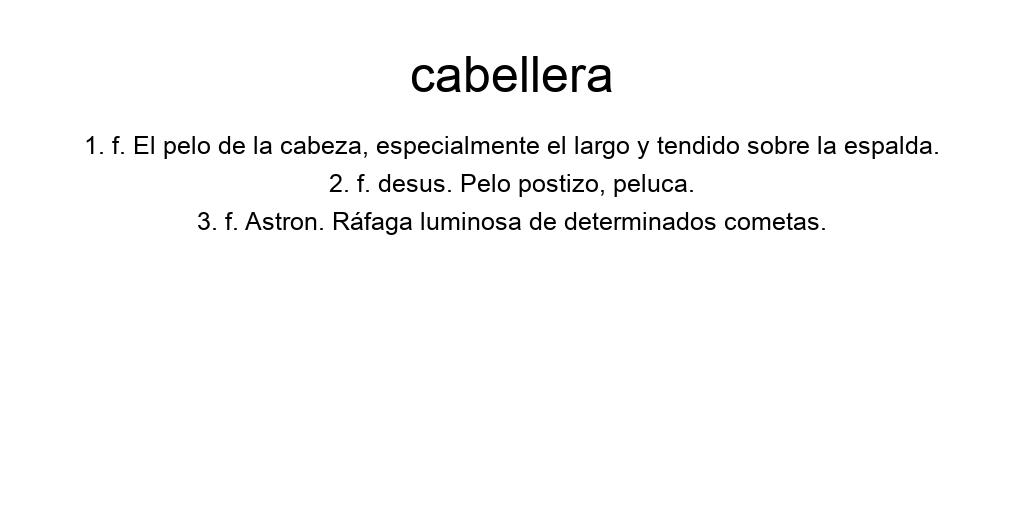 cabellera
1. f. El pelo de la cabeza, especialmente el largo y tendido sobre la espalda.
2. f. desus. Pelo postizo, peluca.
3. f. Astron. Ráfaga luminosa de determinados cometas.